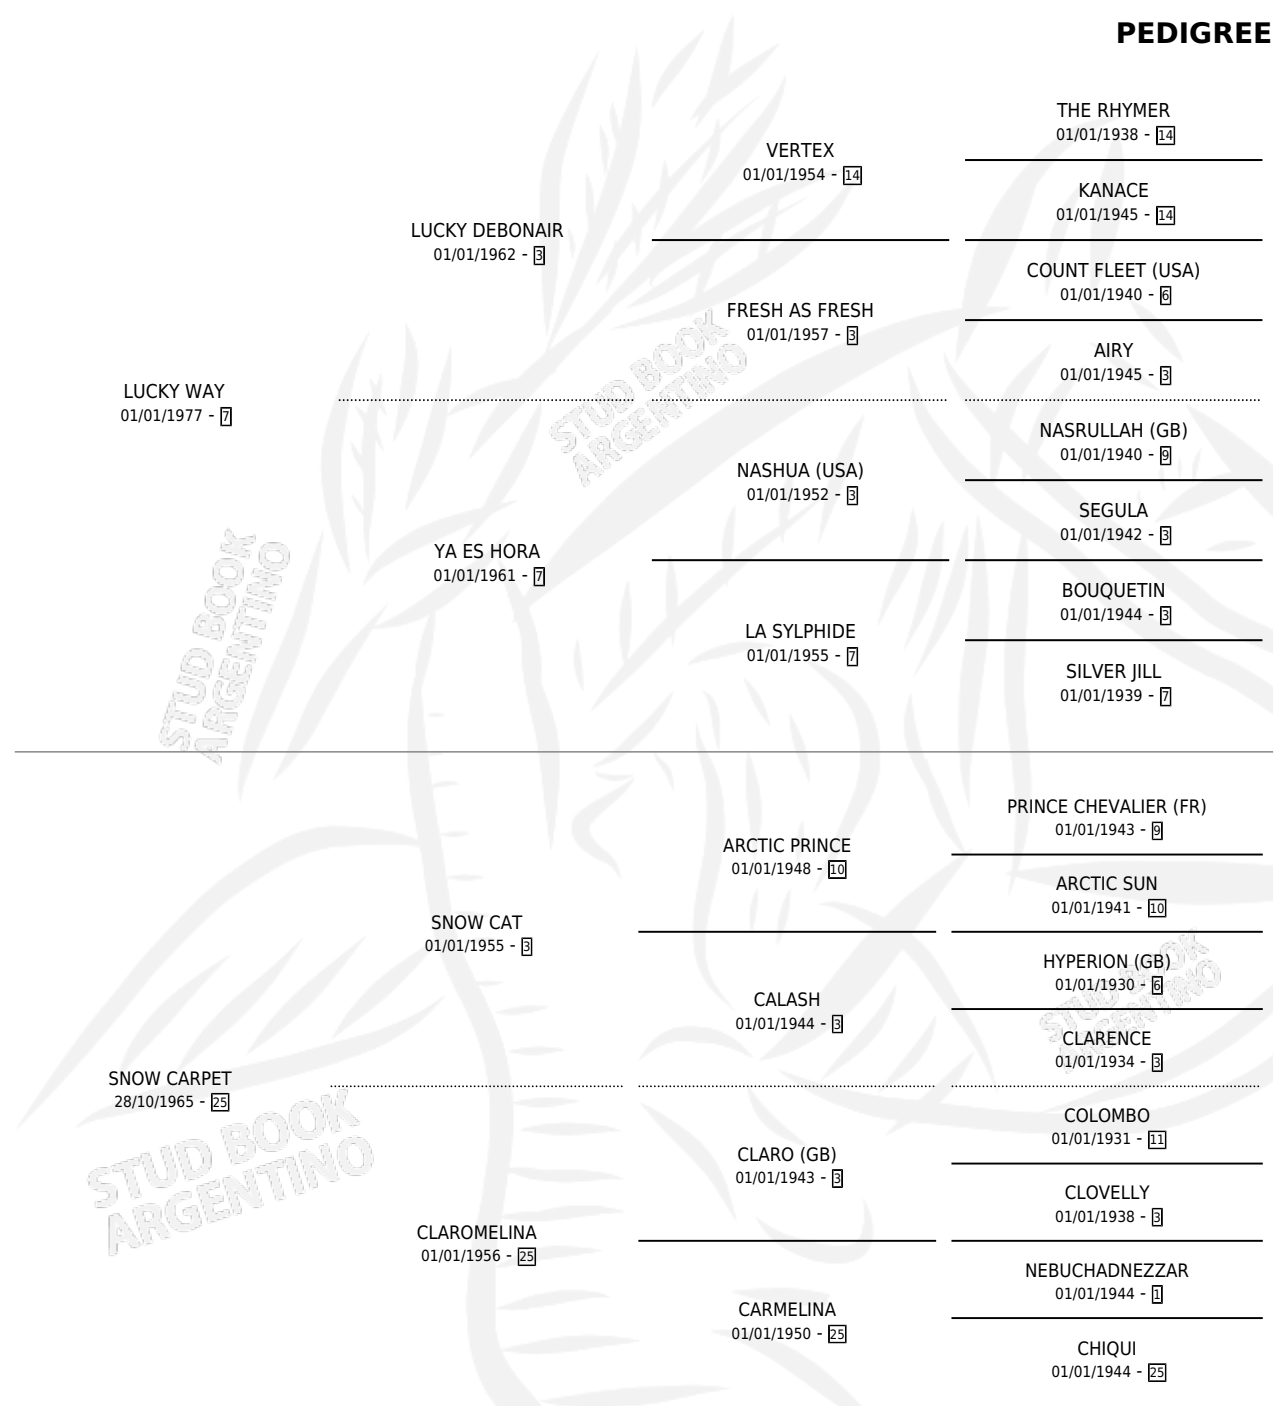 PEDIGREE
THE RHYMER
01/01/1938 - 14
VERTEX
01/01/1954 - 14
KANACE
01/01/1945 - 14
LUCKY DEBONAIR
01/01/1962 - 3
COUNT FLEET (USA)
01/01/1940 - 6
FRESH AS FRESH
01/01/1957 - 3
AIRY
01/01/1945 - 3
LUCKY WAY
01/01/1977 - 7
STUD BOOK
ARGENTINO
NASRULLAH (GB)
01/01/1940 - 9
NASHUA (USA)
01/01/1952 - 3
SEGULA
01/01/1942 - 3
YA ES HORA
01/01/1961 - 7
BOUQUETIN
01/01/1944 - 3
LA SYLPHIDE
01/01/1955 - 7
SILVER JILL
01/01/1939 - 7
STUD BOOK
ARGENTINO
PRINCE CHEVALIER (FR)
01/01/1943 - 9
ARCTIC PRINCE
01/01/1948 - 10
ARCTIC SUN
01/01/1941 - 10
SNOW CAT
01/01/1955 - 3
HYPERION (GB)
01/01/1930 - 6
CALASH
01/01/1944 - 3
CLARENCE
01/01/1934 - 3
STUD BOOK
ARGENTINO
SNOW CARPET
28/10/1965 - 25
COLOMBO
01/01/1931 - 11
CLARO (GB)
01/01/1943 - 3
CLOVELLY
01/01/1938 - 3
STUD BOOK
ARGENTINO
CLAROMELINA
01/01/1956 - 25
NEBUCHADNEZZAR
01/01/1944 - 1
CARMELINA
01/01/1950 - 25
CHIQUI
01/01/1944 - 25